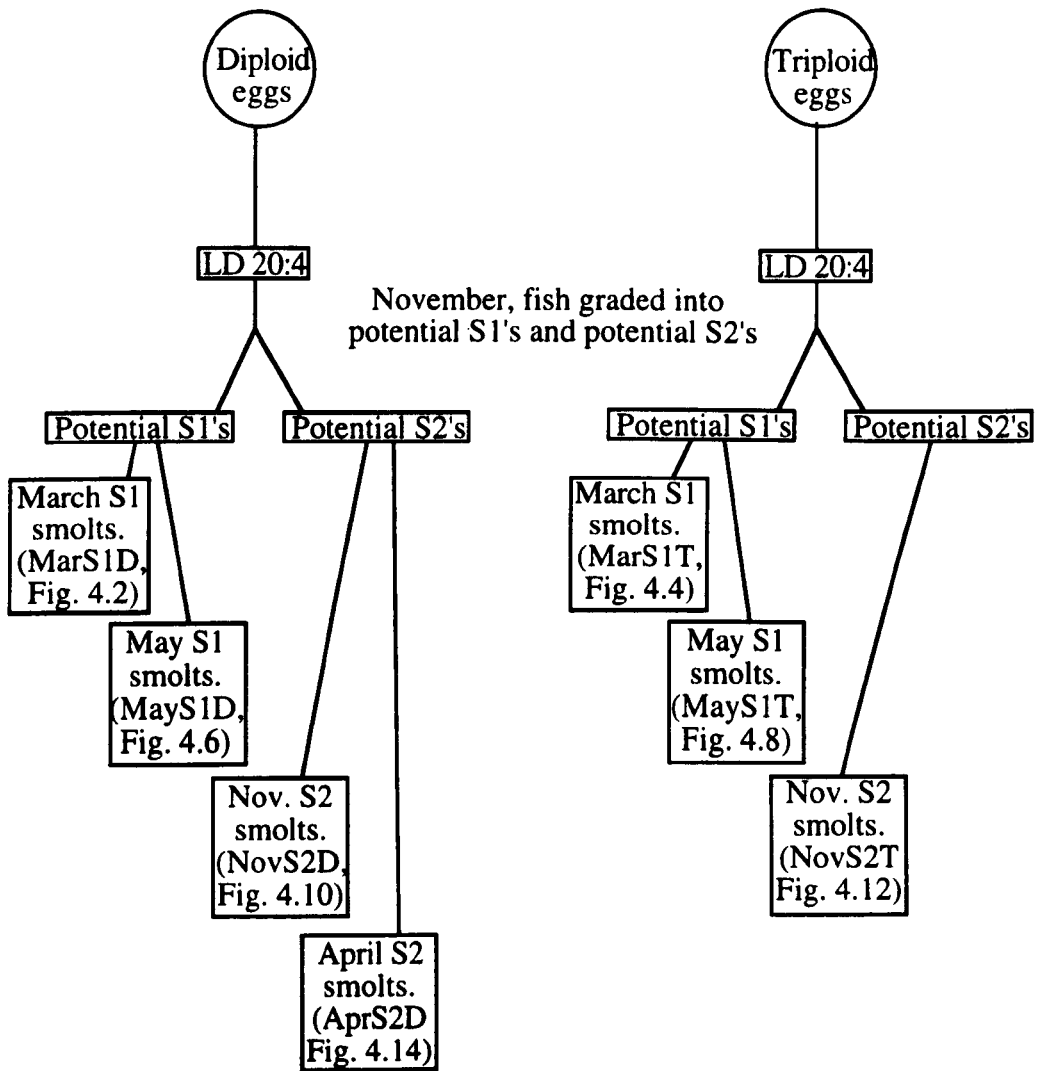 Diploid
eggs
Triploid
eggs
LD 20:4
LD 20:4
November, fish graded into
potential S1's and potential S2's
Potential S1's
Potential S2's
Potential S1's
Potential S2's
March S1
smolts.
(MarS1D,
Fig. 4.2)
May S1
smolts.
(MayS1D,
Fig. 4.6)
Nov. S2
smolts.
(NovS2D,
Fig. 4.10)
April S2
smolts.
(AprS2D
Fig. 4.14)
March S1
smolts.
(MarS1T,
Fig. 4.4)
May S1
smolts.
(MayS1T,
Fig. 4.8)
Nov. S2
smolts.
(NovS2T
Fig. 4.12)